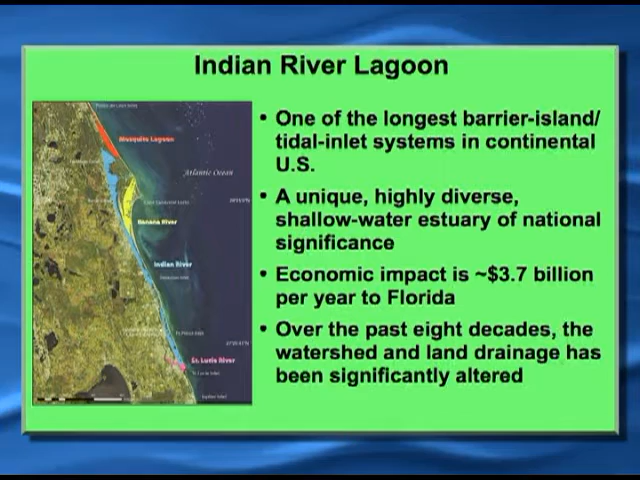 Indian River Lagoon
• One of the longest barrier-island/
tidal-inlet systems in continental
U.S.
• A unique, highly diverse,
shallow-water estuary of national
significance
• Economic impact is ~$3.7 billion
per year to Florida
• Over the past eight decades, the
watershed and land drainage has
been significantly altered
Mosquito Lagoon
Atlantic Ocean
Banana River
Indian River
St. Lucie River